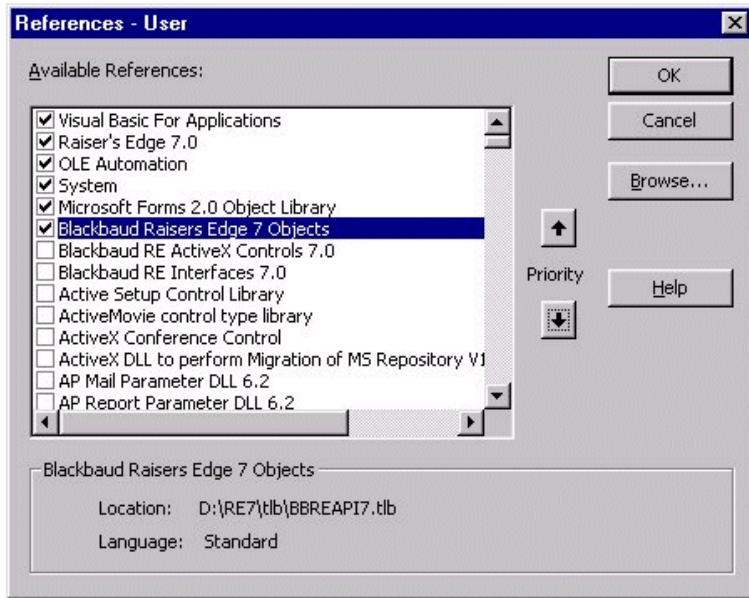 References - User
Available References:
Visual Basic For Applications
Raiser's Edge 7.0
OLE Automation
System
Microsoft Forms 2.0 Object Library
Blackbaud Raisers Edge 7 Objects
Blackbaud RE ActiveX Controls 7.0
Blackbaud RE Interfaces 7.0
Active Setup Control Library
ActiveMovie control type library
ActiveX Conference Control
ActiveX DLL to perform Migration of MS Repository V1
AP Mail Parameter DLL 6.2
AP Report Parameter DLL 6.2
Priority
OK
Cancel
Browse...
Help
Blackbaud Raisers Edge 7 Objects
Location: D:\RE7\tlb\BBREAPI7.tlb
Language: Standard